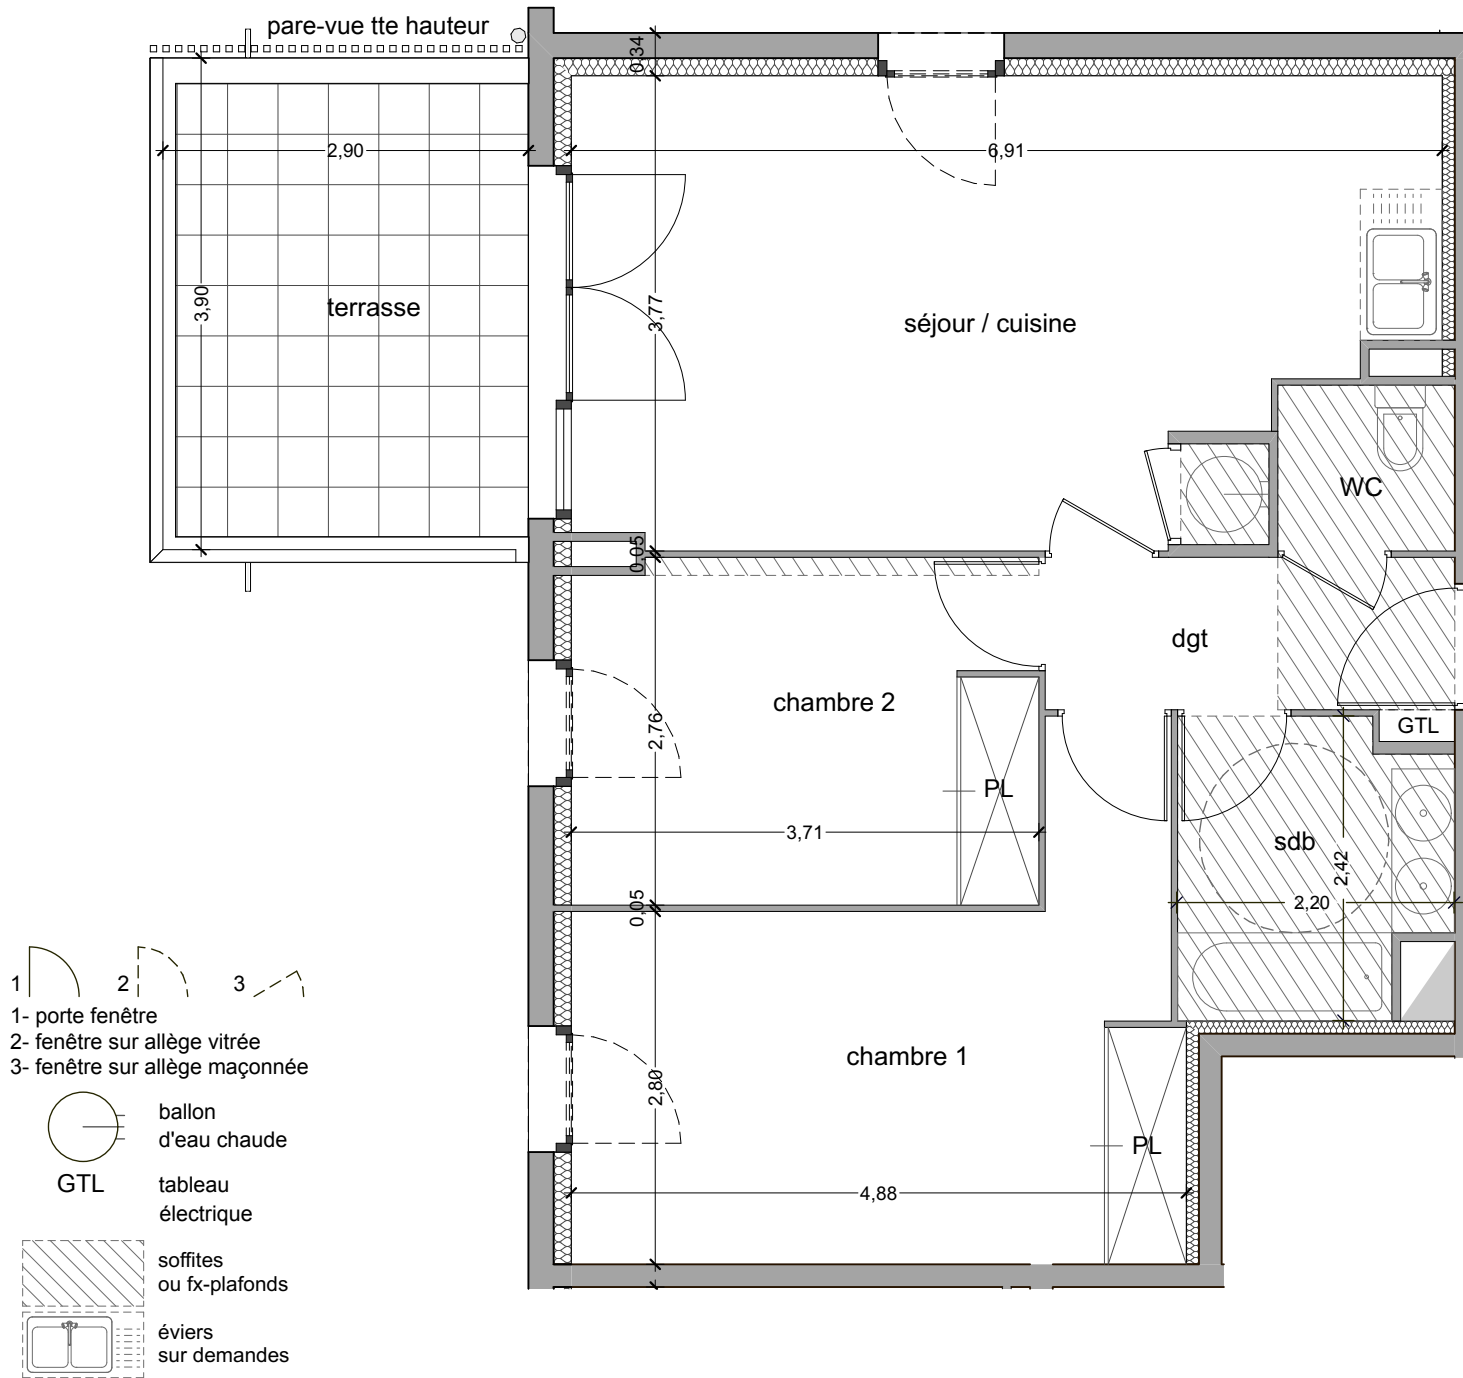 pare-vue tte hauteur
0,34
2,90
6,91
3,90
terrasse
3,77
séjour / cuisine
WC
0,05
dgt
chambre 2
2,76
GTL
PL
3,71
sdb
2,42
2,20
0,05
1
2
3
1- porte fenêtre
2- fenêtre sur allège vitrée
3- fenêtre sur allège maçonnée
chambre 1
2,80
ballon
d'eau chaude
PL
GTL
tableau
électrique
4,88
soffites
ou fx-plafonds
éviers
sur demandes